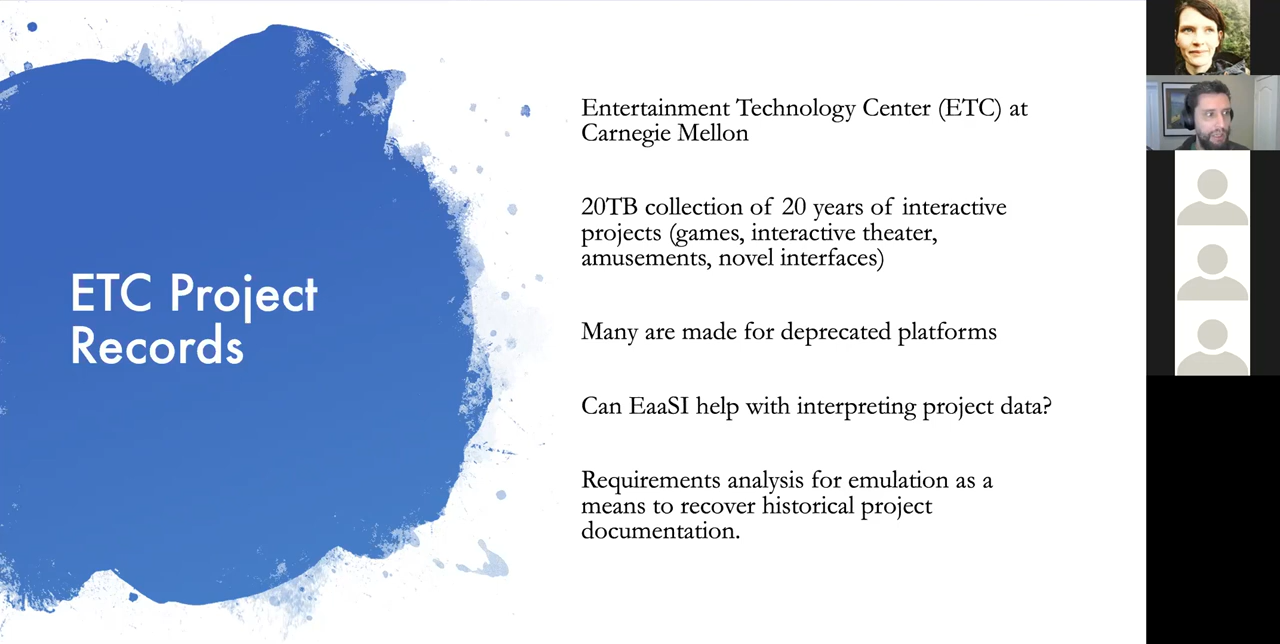 ETC Project
Records
Entertainment Technology Center (ETC) at
Carnegie Mellon
20TB collection of 20 years of interactive
projects (games, interactive theater,
amusements, novel interfaces)
Many are made for deprecated platforms
Can EaaSI help with interpreting project data?
Requirements analysis for emulation as a
means to recover historical project
documentation.